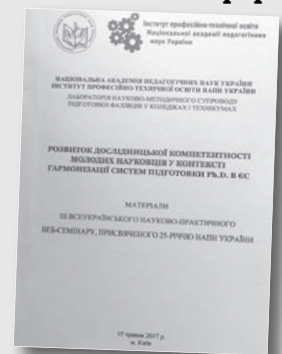 Інститут професійно-технічної освіти
Національної академії педагогічних
наук України
НАЦІОНАЛЬНА АКАДЕМІЯ ПЕДАГОГІЧНИХ НАУК УКРАЇНИ
ІНСТИТУТ ПРОФЕСІЙНО-ТЕХНІЧНОЇ ОСВІТИ НАПН УКРАЇНИ
ЛАБОРАТОРІЯ НАУКОВО-МЕТОДИЧНОГО СУПРОВОДУ
ПІДГОТОВКИ ФАХІВЦІВ У КОЛЕДЖАХ І ТЕХНІКУМАХ
РОЗВИТОК ДОСЛІДНИЦЬКОЇ КОМПЕТЕНТНОСТІ
МОЛОДИХ НАУКОВЦІВ У КОНТЕКСТІ
ГАРМОНІЗАЦІЇ СИСТЕМ ПІДГОТОВКИ Ph.D. В ЄС
МАТЕРІАЛИ
ІІІ ВСЕУКРАЇНСЬКОГО НАУКОВО-ПРАКТИЧНОГО
ВЕБ-СЕМІНАРУ, ПРИСВЯЧЕНОГО 25-РІЧЧЮ НАПН УКРАЇНИ
15 травня 2017 р.
м. Київ